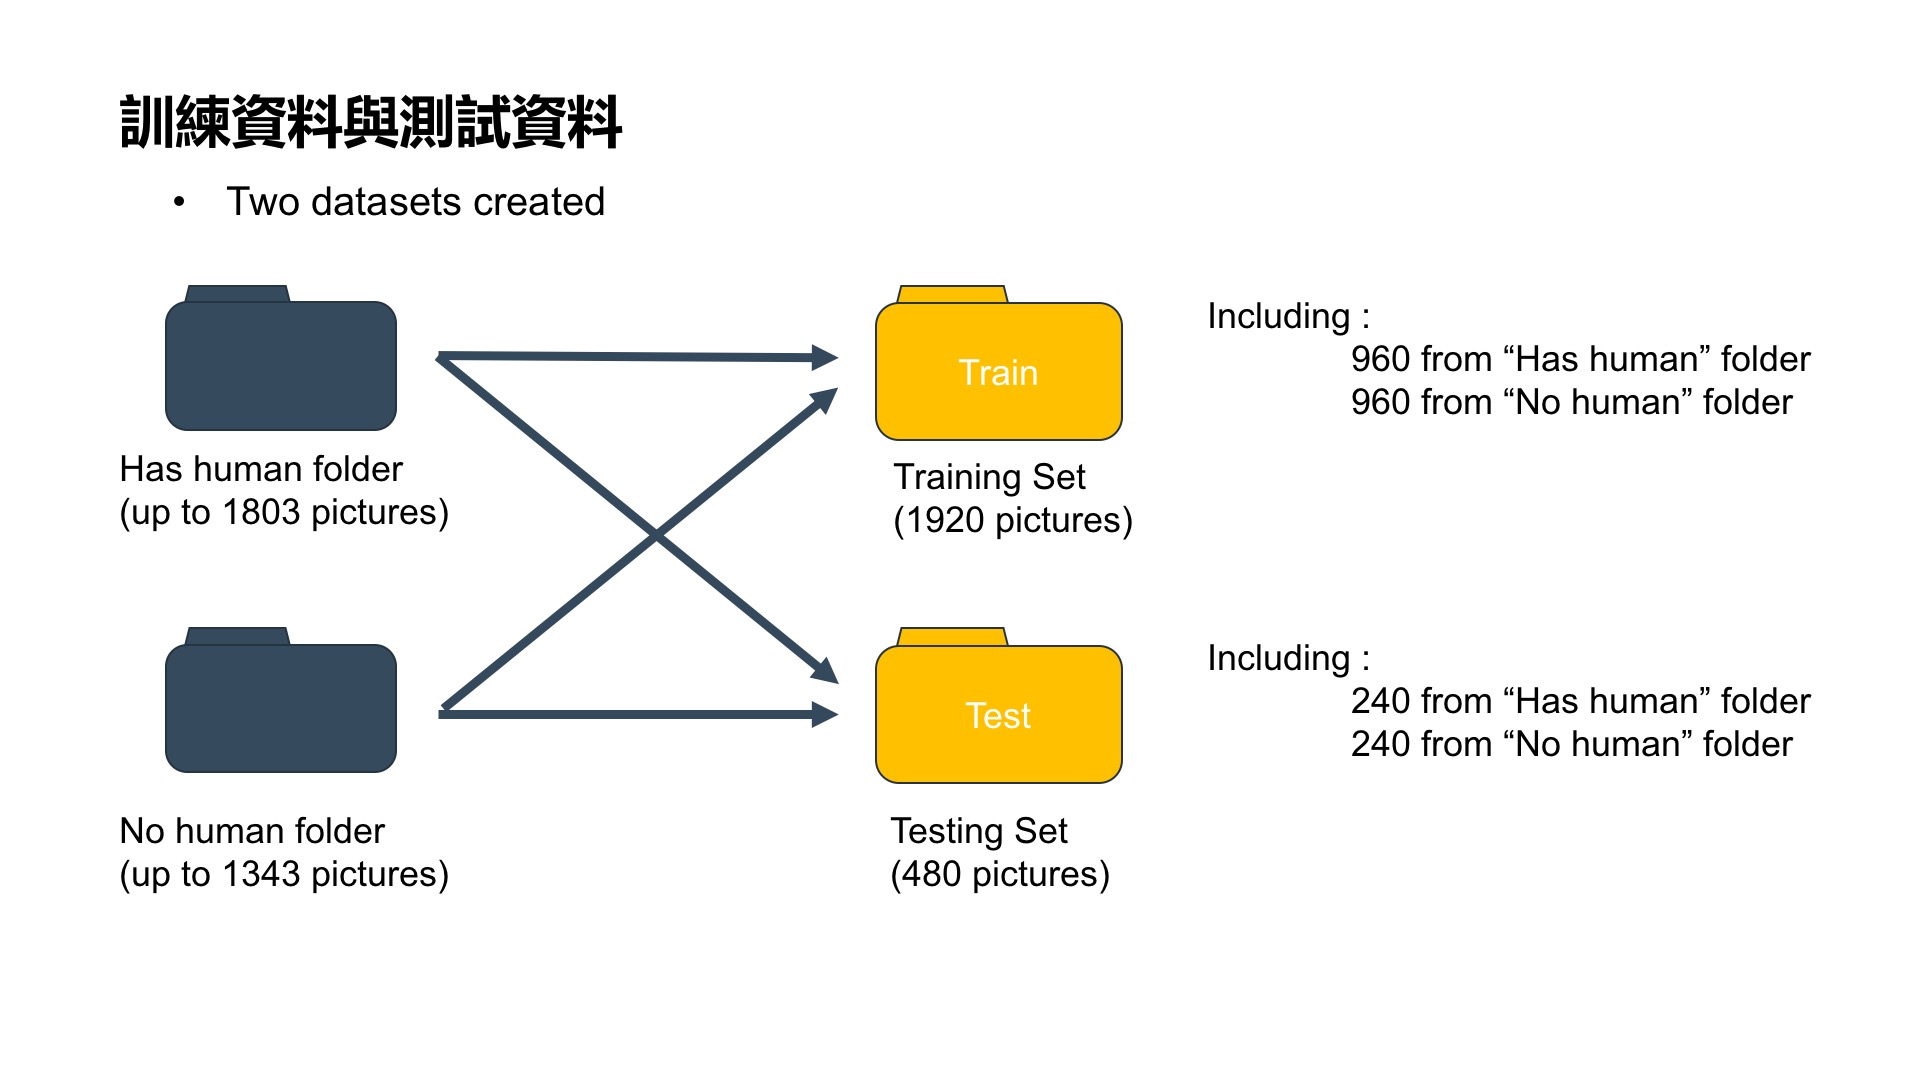 訓練資料與測試資料
• Two datasets created
Has human folder
(up to 1803 pictures)
No human folder
(up to 1343 pictures)
Train
Training Set
(1920 pictures)
Including :
960 from “Has human” folder
960 from “No human” folder
Test
Testing Set
(480 pictures)
Including :
240 from “Has human” folder
240 from “No human” folder